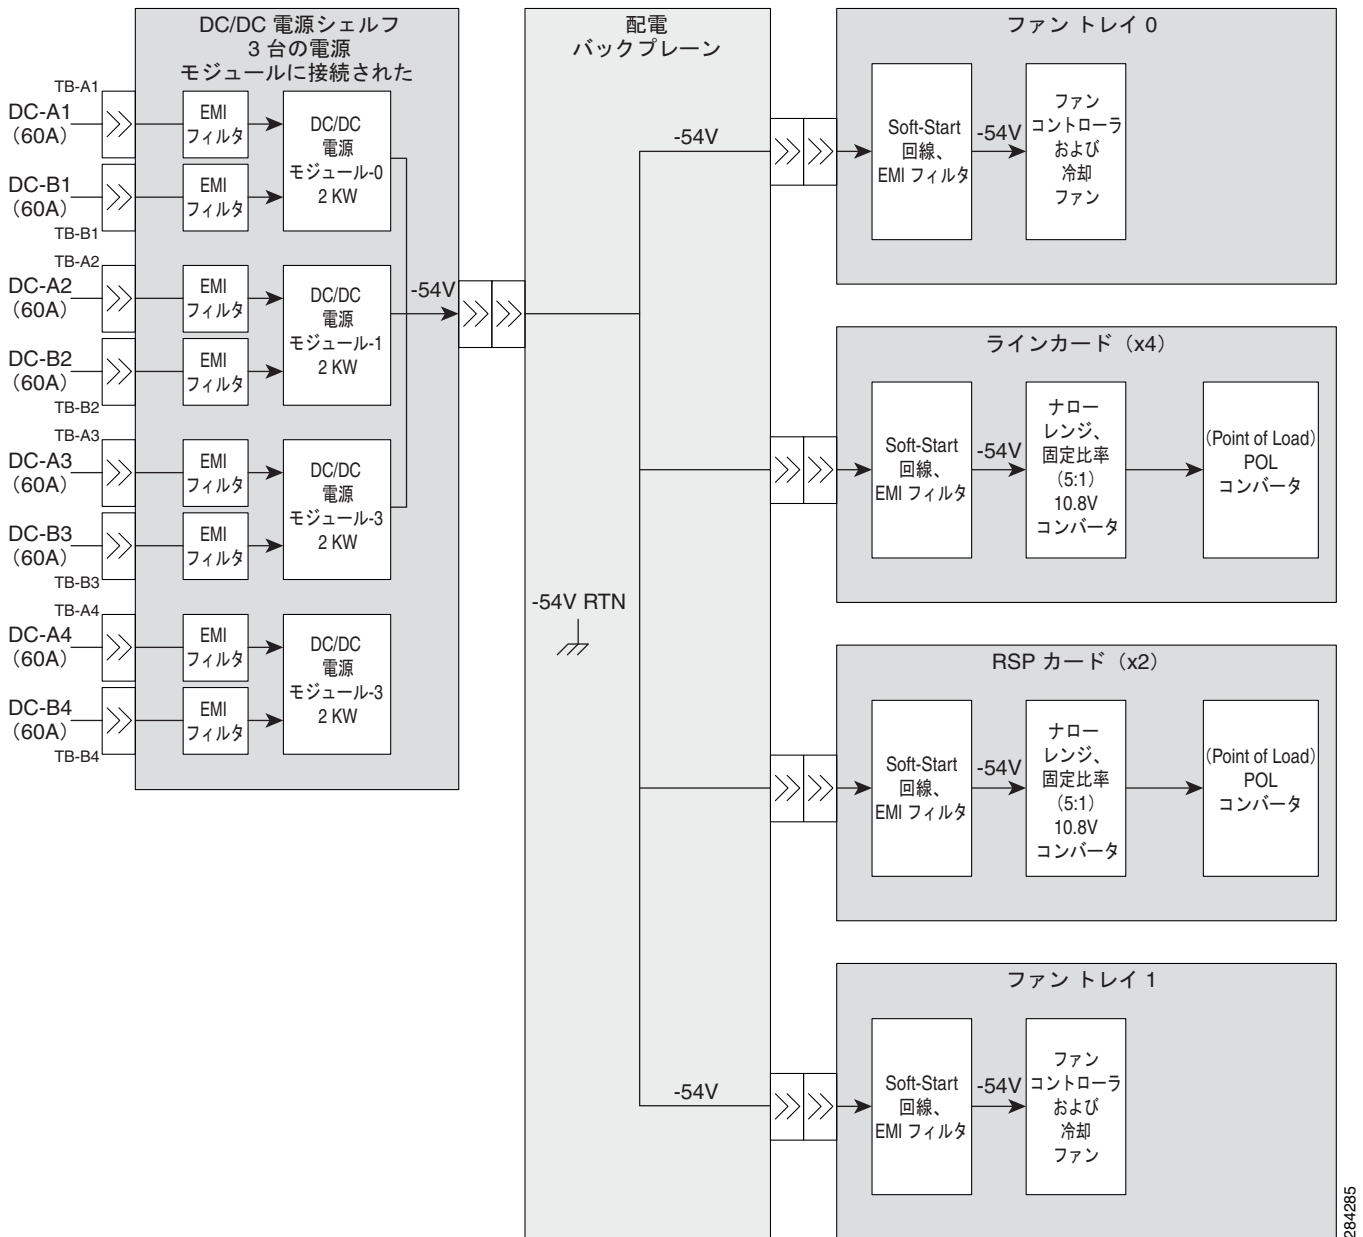 DC/DC 電源シェルフ
3 台の電源
モジュールに接続された
TB-A1
DC-A1
(60A)
EMI
フィルタ
DC/DC
電源
モジュール-0
2 KW
DC-B1
(60A)
TB-B1
EMI
フィルタ
TB-A2
DC-A2
(60A)
EMI
フィルタ
DC/DC
電源
モジュール-1
2 KW
DC-B2
(60A)
TB-B2
EMI
フィルタ
TB-A3
DC-A3
(60A)
EMI
フィルタ
DC/DC
電源
モジュール-3
2 KW
DC-B3
(60A)
TB-B3
EMI
フィルタ
TB-A4
DC-A4
(60A)
EMI
フィルタ
DC/DC
電源
モジュール-3
2 KW
DC-B4
(60A)
TB-B4
EMI
フィルタ
-54V
配電
バックプレーン
-54V
-54V RTN
-54V
ファン トレイ 0
Soft-Start
回線、
EMI フィルタ
-54V
ファン
コントローラ
および
冷却
ファン
ラインカード（x4）
Soft-Start
回線、
EMI フィルタ
-54V
ナロー
レンジ、
固定比率
（5:1）
10.8V
コンバータ
(Point of Load)
POL
コンバータ
RSP カード（x2）
Soft-Start
回線、
EMI フィルタ
-54V
ナロー
レンジ、
固定比率
（5:1）
10.8V
コンバータ
(Point of Load)
POL
コンバータ
ファン トレイ 1
Soft-Start
回線、
EMI フィルタ
-54V
ファン
コントローラ
および
冷却
ファン
284285